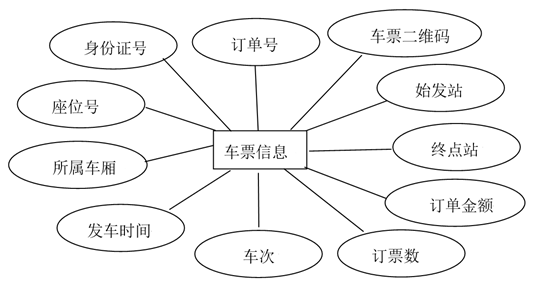 身份证号
订单号
车票二维码
座位号
始发站
车票信息
终点站
所属车厢
订单金额
发车时间
车次
订票数